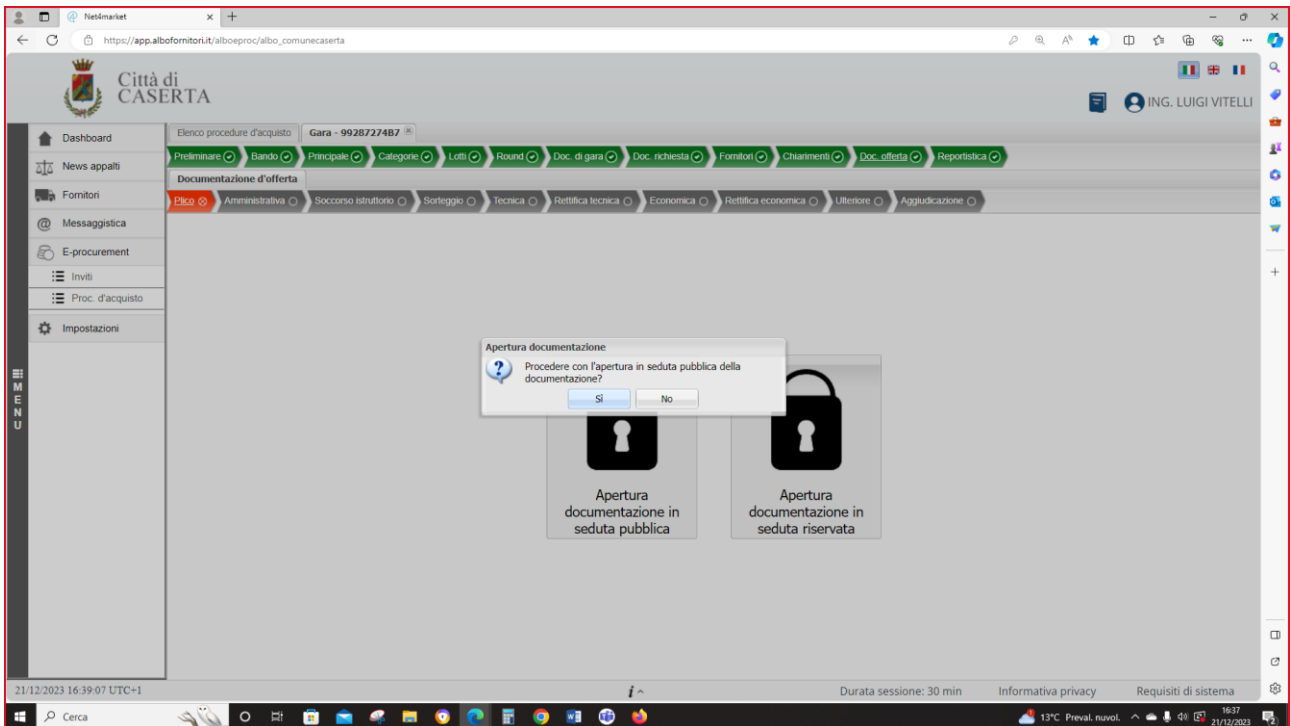 Net4market
https://app.albofornitori.it/alboeproc/albo_comunecaserta
Città di
CASERTA
ING. LUIGI VITELLI
MENU
Dashboard
News appalti
Fornitori
Messaggistica
E-procurement
Inviti
Proc. d'acquisto
Impostazioni
Elenco procedure d'acquisto Gara - 99287274B7
Preliminare Bando Principale Categorie Lotti Round Doc. di gara Doc. richiesta Fornitori Chiarimenti Doc. offerta Reportistica
Documentazione d'offerta
Plico Amministrativa Soccorso istruttorio Sorteggio Tecnica Rettifica tecnica Economica Rettifica economica Ulteriore Aggiudicazione
Apertura documentazione
Procedere con l'apertura in seduta pubblica della
documentazione?
Sì No
Apertura
documentazione in
seduta pubblica
Apertura
documentazione in
seduta riservata
21/12/2023 16:39:07 UTC+1 Durata sessione: 30 min Informativa privacy Requisiti di sistema
Cerca
13°C Preval. nuvol.
16:37
21/12/2023